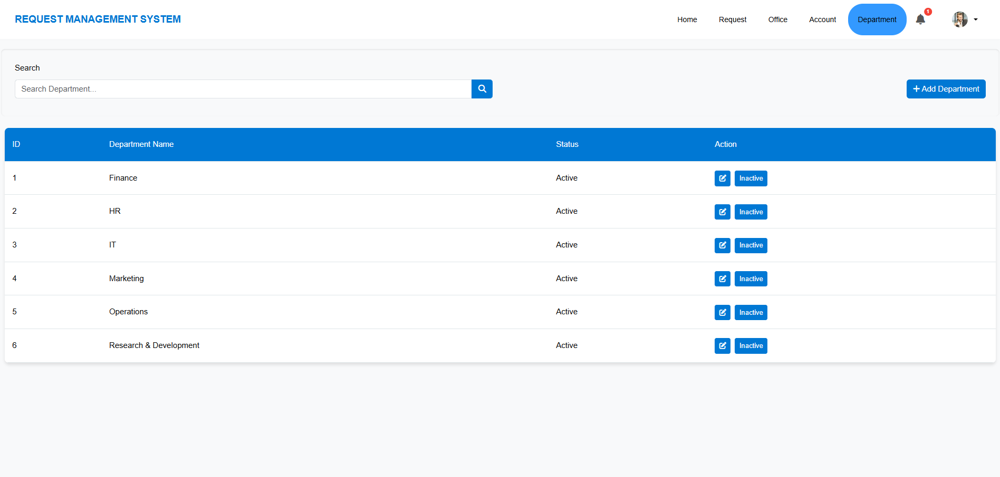 REQUEST MANAGEMENT SYSTEM Home Request Office Account Department 1
Search
Search Department... Add Department
ID Department Name Status Action
1 Finance Active Inactive
2 HR Active Inactive
3 IT Active Inactive
4 Marketing Active Inactive
5 Operations Active Inactive
6 Research & Development Active Inactive